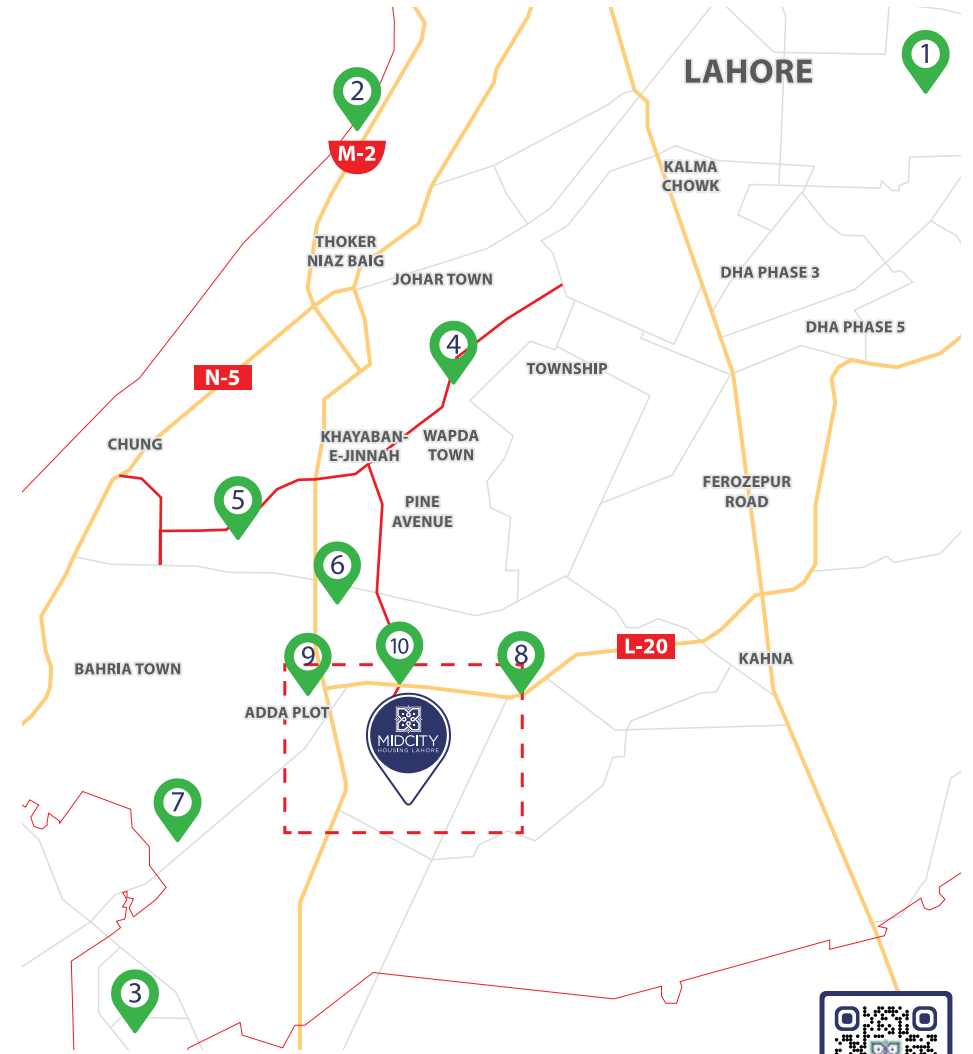 LAHORE
1
2
M-2
KALMA
CHOWK
THOKER
NIAZ BAIG
JOHAR TOWN
DHA PHASE 3
DHA PHASE 5
4
TOWNSHIP
N-5
CHUNG
KHAYABAN-
E-JINNAH
WAPDA
TOWN
5
PINE
AVENUE
FEROZEPUR
ROAD
6
9
10
8
L-20
BAHRIA TOWN
KAHNA
ADDA PLOT
MIDCITY
HOUSING LAHORE
7
3